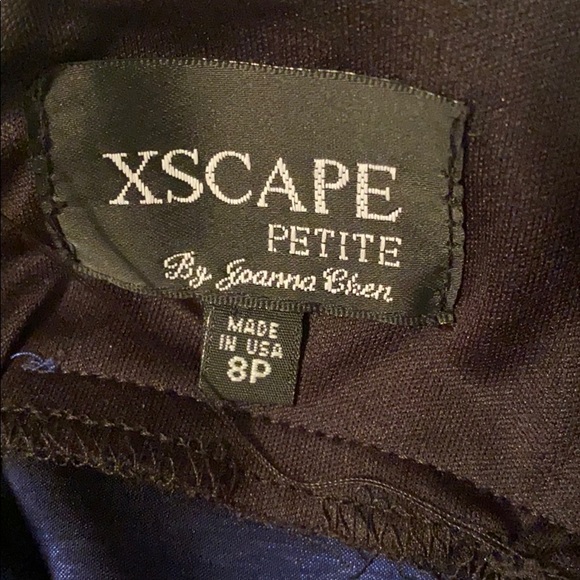 XSCAPE
PETITE
By Joanna Chen
MADE
IN USA
8P